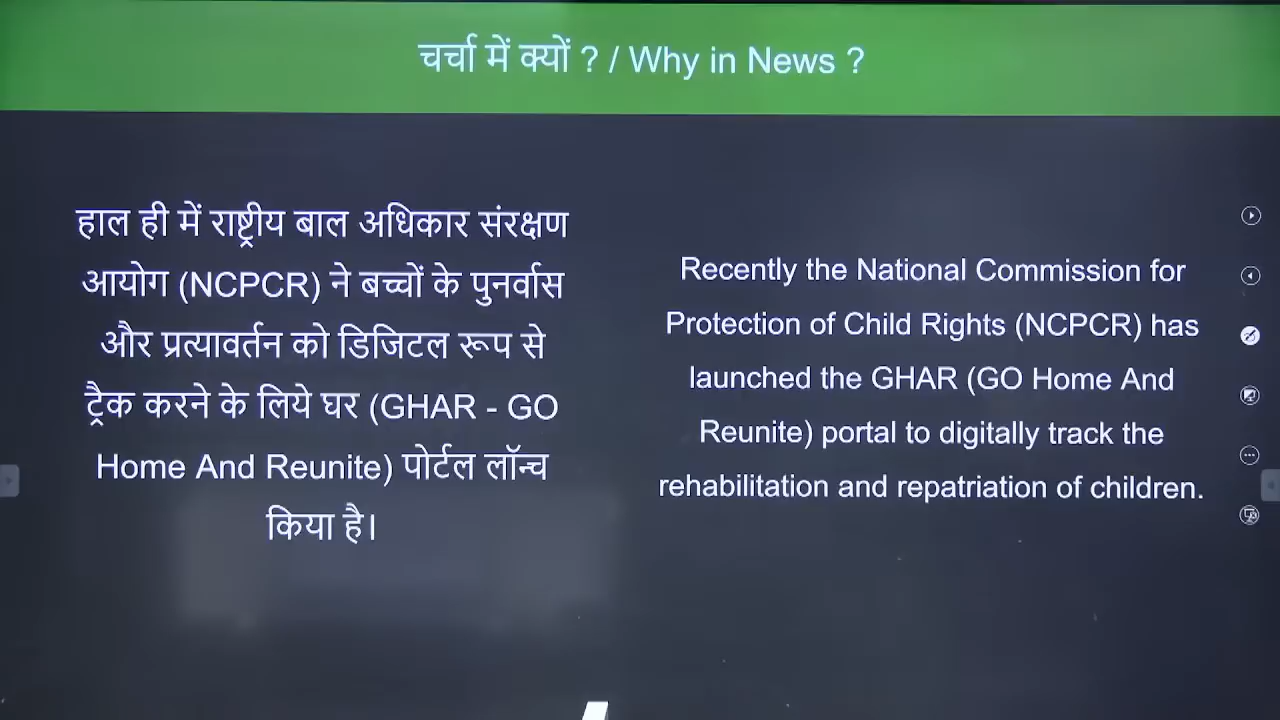 चर्चा में क्यों ? / Why in News ?
हाल ही में राष्ट्रीय बाल अधिकार संरक्षण
आयोग (NCPCR) ने बच्चों के पुनर्वास
और प्रत्यावर्तन को डिजिटल रूप से
ट्रैक करने के लिये घर (GHAR - GO
Home And Reunite) पोर्टल लॉन्च
किया है।
Recently the National Commission for
Protection of Child Rights (NCPCR) has
launched the GHAR (GO Home And
Reunite) portal to digitally track the
rehabilitation and repatriation of children.